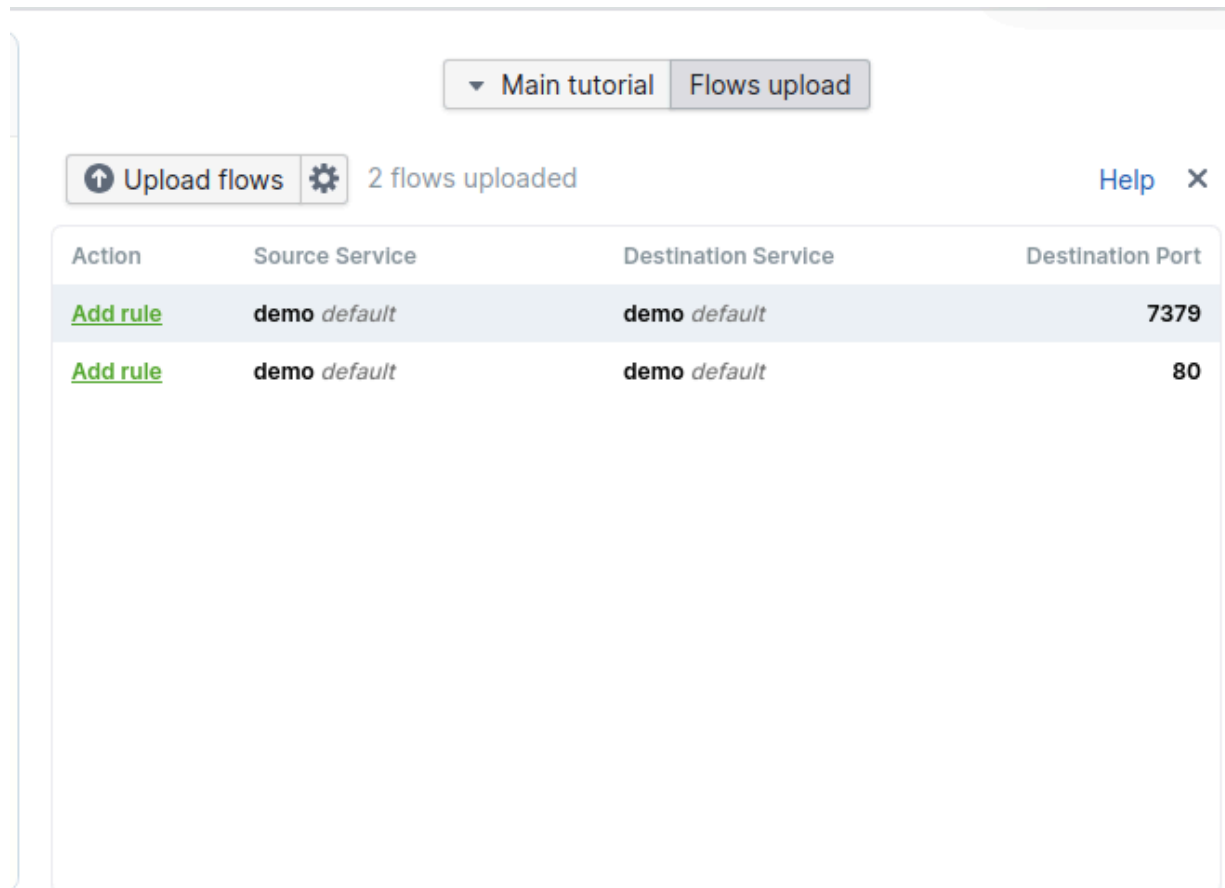 Main tutorial Flows upload
Upload flows 2 flows uploaded Help
Action Source Service Destination Service Destination Port
Add rule demo default demo default 7379
Add rule demo default demo default 80